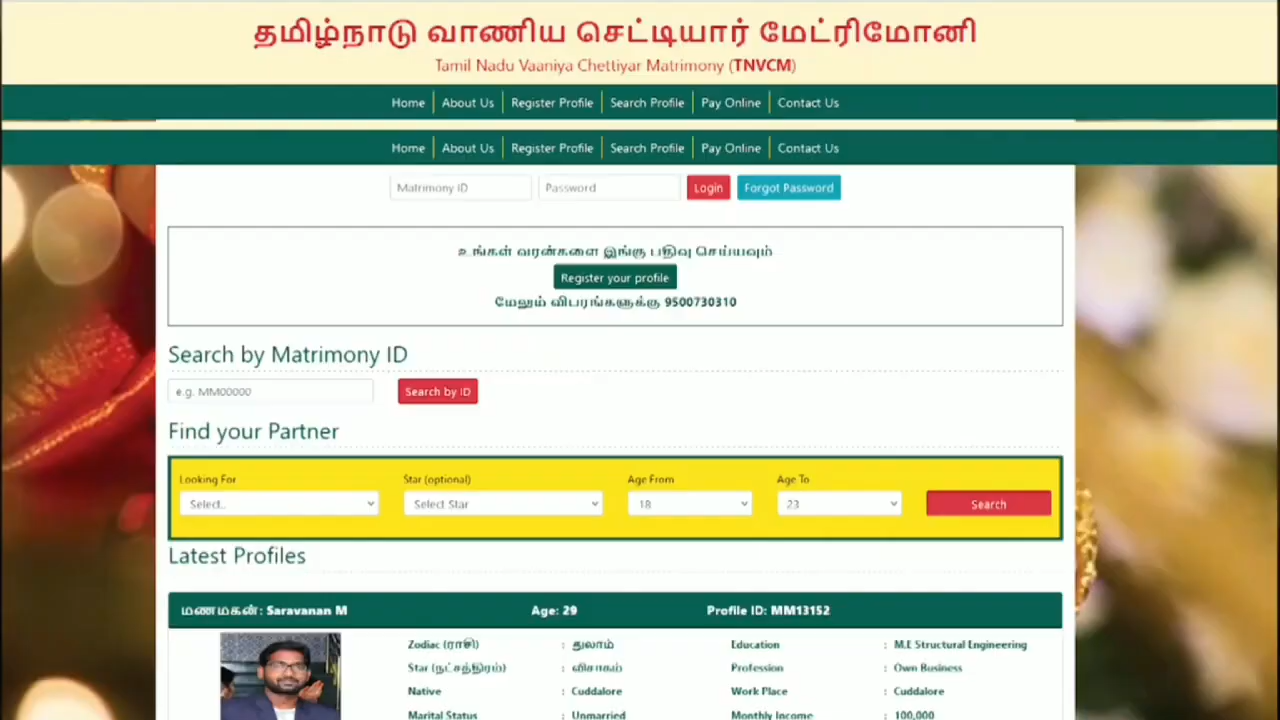 தமிழ்நாடு வாணிய செட்டியார் மேட்ரிமோனி
Tamil Nadu Vaaniya Chettiyar Matrimony (TNVCM)
Home About Us Register Profile Search Profile Pay Online Contact Us
Home About Us Register Profile Search Profile Pay Online Contact Us
Matrimony ID Password Login Forgot Password
உங்கள் வரன்களை இங்கு பதிவு செய்யவும்
Register your profile
மேலும் விபரங்களுக்கு 9500730310
Search by Matrimony ID
e.g. MM00000 Search by ID
Find your Partner
Looking For Star (optional) Age From Age To
Select.. Select Star 18 23 Search
Latest Profiles
மணமகன்: Saravanan M Age: 29 Profile ID: MM13152
Zodiac (ராசி) : துலாம் Education : M.E Structural Engineering
Star (நட்சத்திரம்) : விசாகம் Profession : Own Business
Native : Cuddalore Work Place : Cuddalore
Marital Status : Unmarried Monthly Income : 100,000